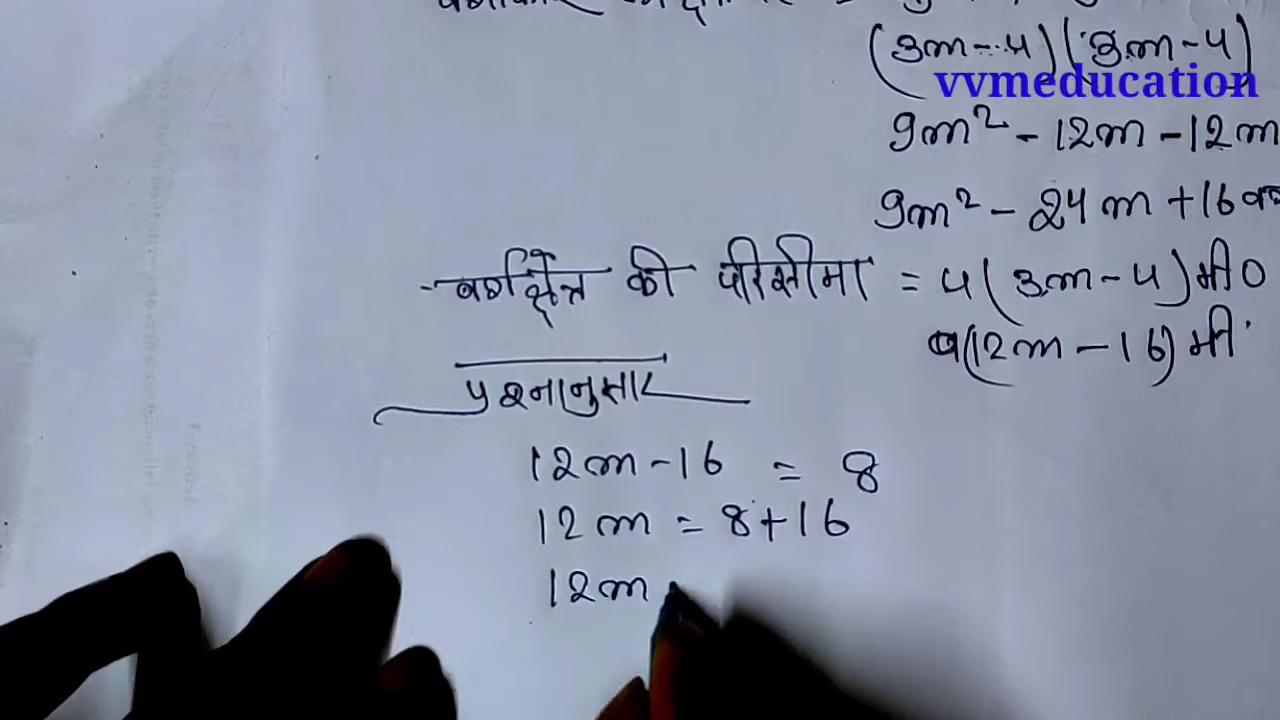 (3m-4)(3m-4)
vvmeducation
9m² - 12m - 12m
9m² - 24m + 16
वर्गक्षेत्र की परिसीमा = 4(3m-4) मी०
(12m - 16) मी
प्रश्नानुसार
12m - 16 = 8
12m = 8 + 16
12m